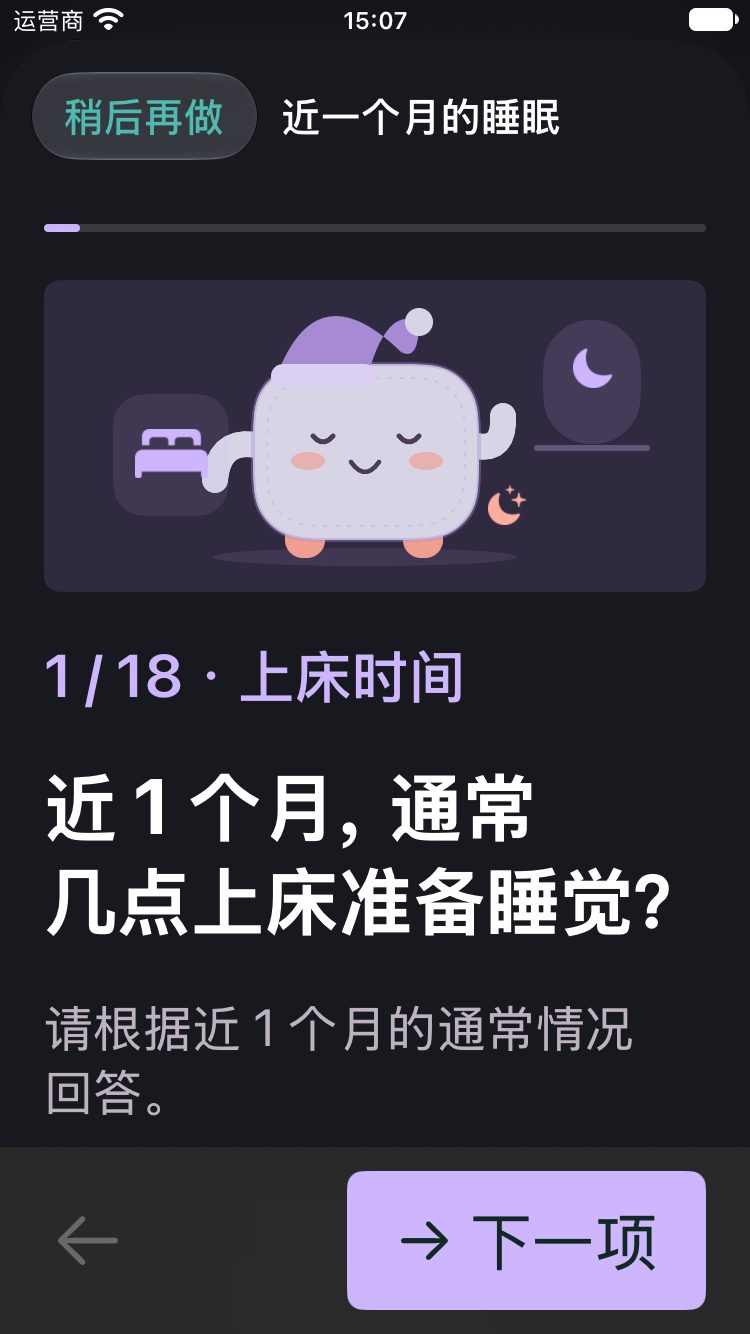 运营商
15:07
稍后再做
近一个月的睡眠
1 / 18 · 上床时间
近 1 个月，通常
几点上床准备睡觉？
请根据近 1 个月的通常情况
回答。
下一项